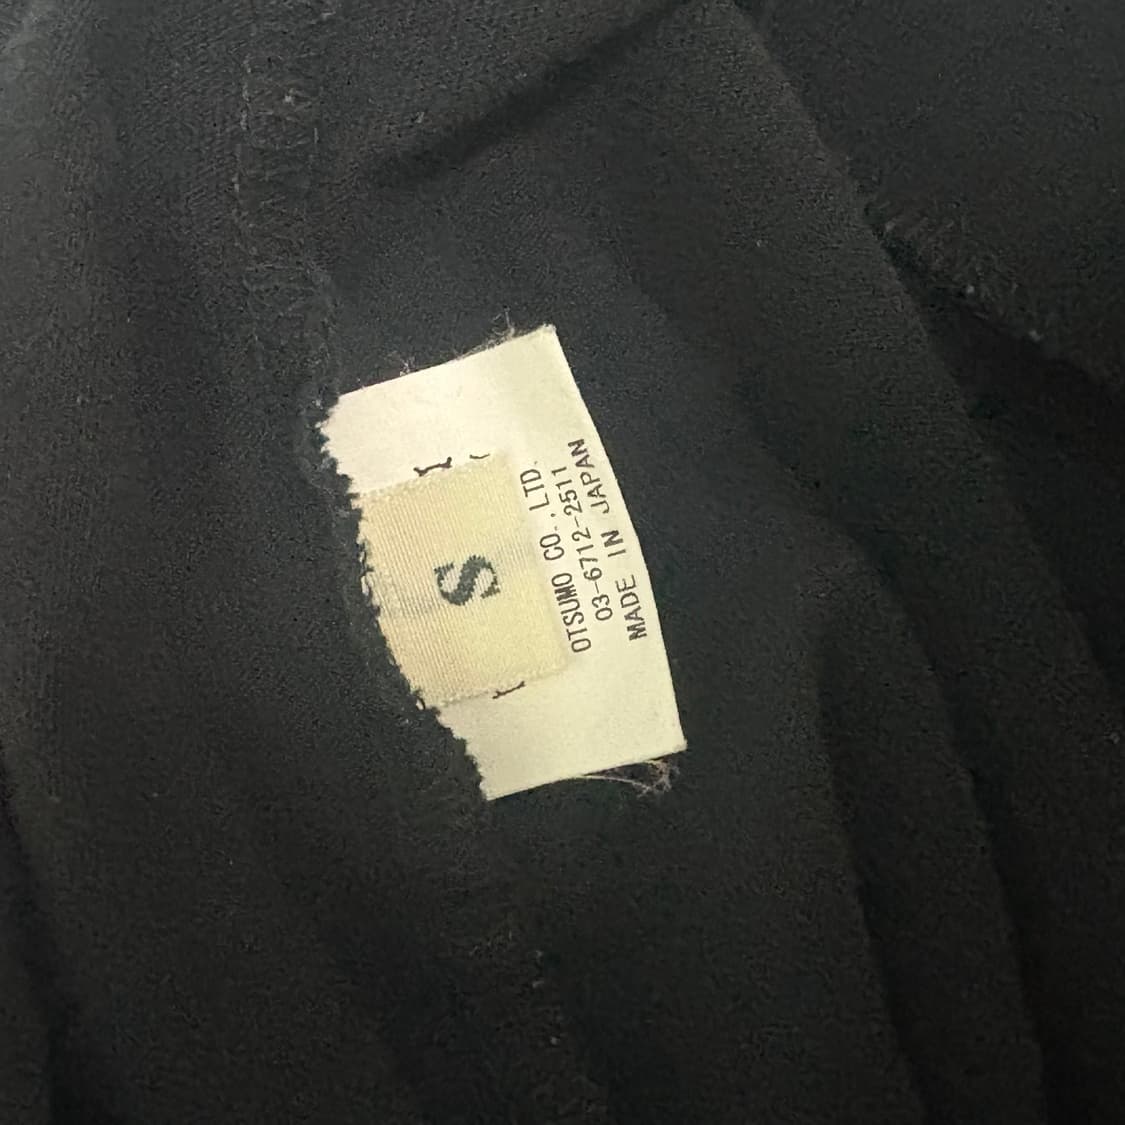 S
OTSUMO CO.,LTD.
03-6712-2511
MADE IN JAPAN